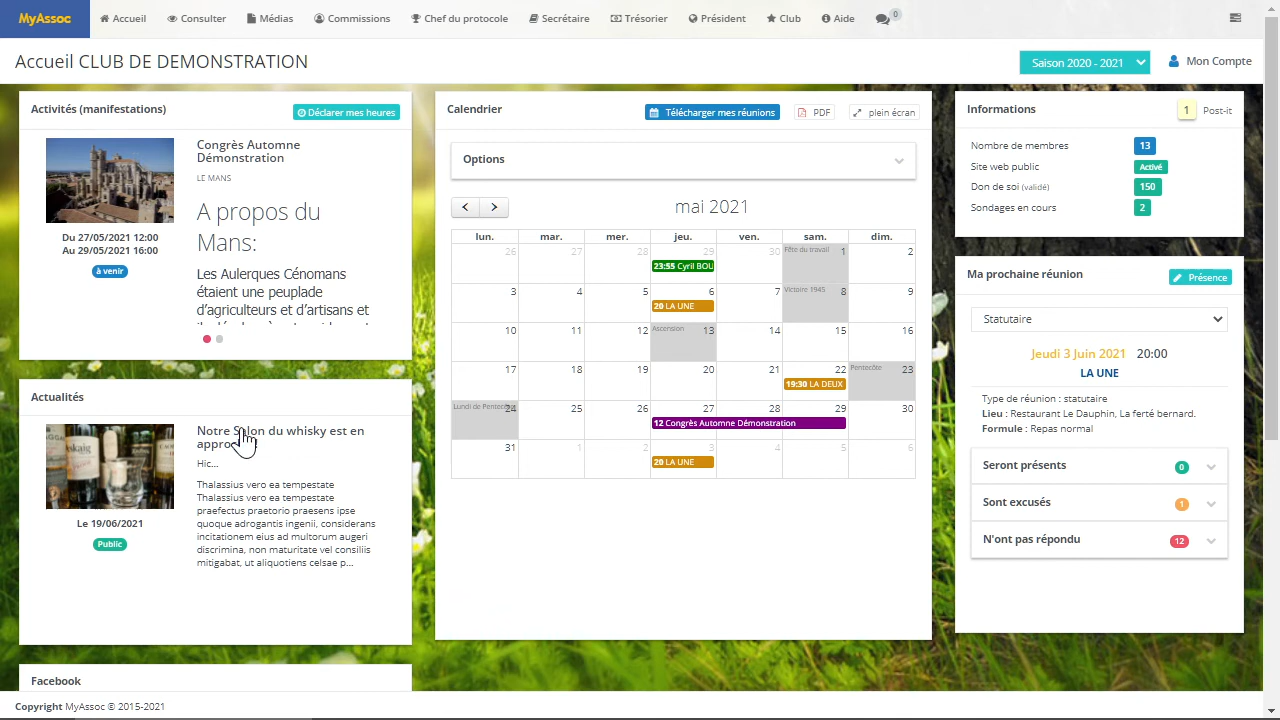 MyAssoc
Accueil
Consulter
Médias
Commissions
Chef du protocole
Secrétaire
Trésorier
Président
Club
Aide
0
Accueil CLUB DE DEMONSTRATION
Saison 2020 - 2021
Mon Compte
Activités (manifestations)
Déclarer mes heures
Congrès Automne
Démonstration
LE MANS
A propos du
Mans:
Les Aulerques Cénomans
étaient une peuplade
d'agriculteurs et d'artisans et
Du 27/05/2021 12:00
Au 29/05/2021 16:00
à venir
Actualités
Notre Salon du whisky est en
Hic...
Thalassius vero ea tempestate
Thalassius vero ea tempestate
praefectus praetorio praesens ipse
quoque adrogantis ingenii, considerans
incitationem eius ad multorum augeri
discrimina, non maturitate vel consiliis
mitigabat, ut aliquotiens celsae p...
Le 19/06/2021
Public
Facebook
Calendrier
Télécharger mes réunions
PDF
plein écran
Options
mai 2021
lun. mar. mer. jeu. ven. sam. dim.
26 27 28 29 30 Fête du travail 1 2
23:55 Cyril BOU
3 4 5 6 7 Victoire 1945 8 9
20 LA UNE
10 11 12 Ascension 13 14 15 16
17 18 19 20 21 22 Pentecôte 23
19:30 LA DEUX
Lundi de Pentecôte 24 25 26 27 28 29 30
12 Congrès Automne Démonstration
31 1 2 3 4 5 6
20 LA UNE
Informations
1 Post-it
Nombre de membres 13
Site web public Activé
Don de soi (validé) 150
Sondages en cours 2
Ma prochaine réunion
Présence
Statutaire
Jeudi 3 Juin 2021 20:00
LA UNE
Type de réunion : statutaire
Lieu : Restaurant Le Dauphin, La ferté bernard.
Formule : Repas normal
Seront présents 0
Sont excusés 1
N'ont pas répondu 12
Copyright MyAssoc © 2015-2021